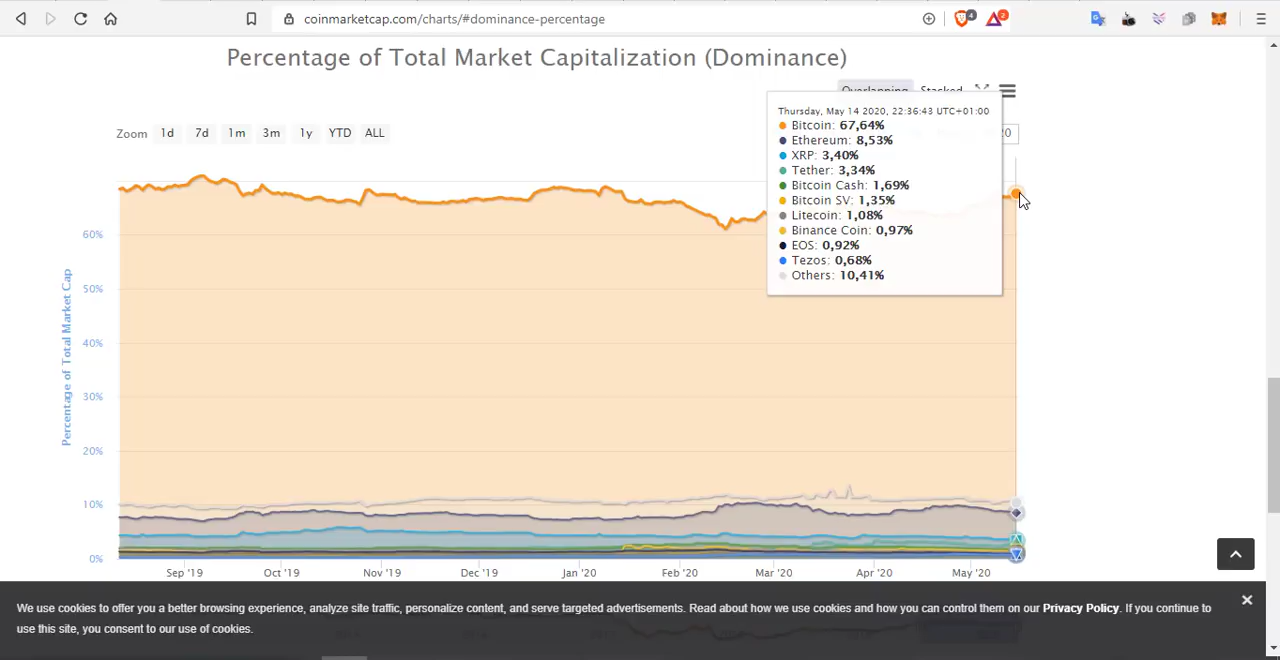 coinmarketcap.com/charts/#dominance-percentage
4
2
Percentage of Total Market Capitalization (Dominance)
Overlapping Stacked
Zoom 1d 7d 1m 3m 1y YTD ALL
Thursday, May 14 2020, 22:36:43 UTC+01:00
Bitcoin: 67,64%
Ethereum: 8,53%
XRP: 3,40%
Tether: 3,34%
Bitcoin Cash: 1,69%
Bitcoin SV: 1,35%
Litecoin: 1,08%
Binance Coin: 0,97%
EOS: 0,92%
Tezos: 0,68%
Others: 10,41%
Percentage of Total Market Cap
60%
50%
40%
30%
20%
10%
0%
Sep '19 Oct '19 Nov '19 Dec '19 Jan '20 Feb '20 Mar '20 Apr '20 May '20
We use cookies to offer you a better browsing experience, analyze site traffic, personalize content, and serve targeted advertisements. Read about how we use cookies and how you can control them on our Privacy Policy. If you continue to
use this site, you consent to our use of cookies.